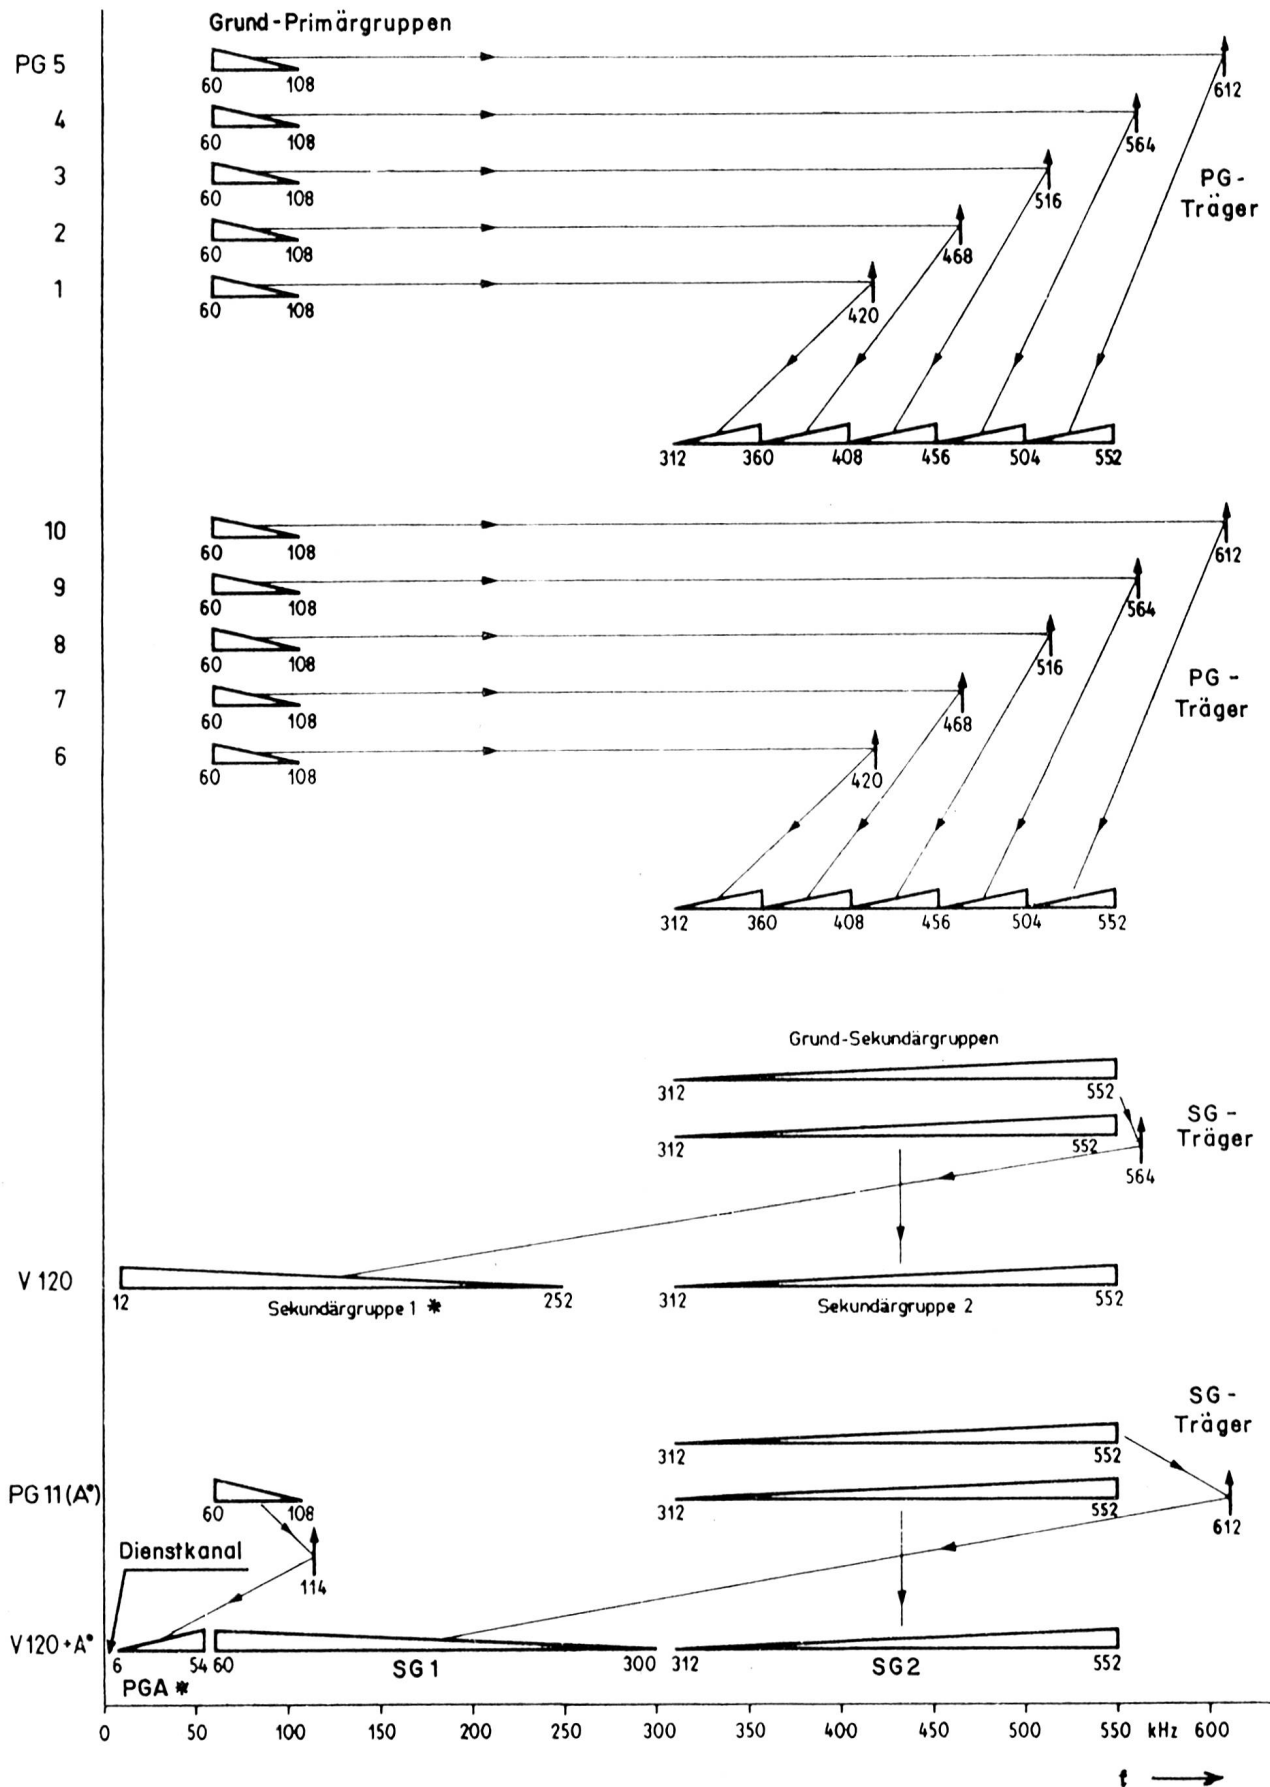 Grund-Primärgruppen
PG 5
60 108
612
4
60 108
564
3
60 108
516
PG-
Träger
2
60 108
468
1
60 108
420
312 360 408 456 504 552
10
60 108
612
9
60 108
564
8
60 108
516
PG -
Träger
7
60 108
468
6
60 108
420
312 360 408 456 504 552
Grund-Sekundärgruppen
312 552
SG -
Träger
312 552
564
V 120
12 252
Sekundärgruppe 1 *
312 552
Sekundärgruppe 2
SG -
Träger
312 552
PG 11 (A*)
60 108
312 552
612
Dienstkanal
114
V 120 + A*
6 54 60 300 312 552
SG 1 SG 2
PGA *
0 50 100 150 200 250 300 350 400 450 500 550 kHz 600
f